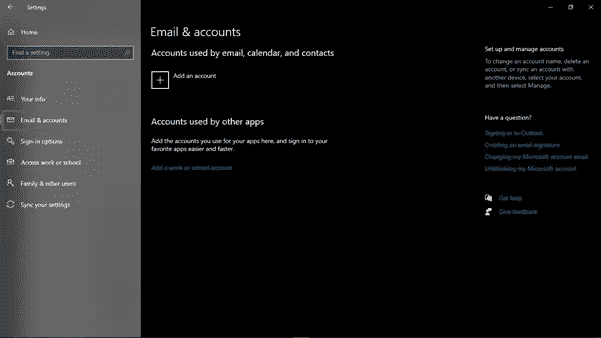 Settings
Home
Find a setting
Accounts
Your info
Email & accounts
Sign-in options
Access work or school
Family & other users
Sync your settings
Email & accounts
Accounts used by email, calendar, and contacts
Add an account
Accounts used by other apps
Add the accounts you use for your apps here, and sign in to your
favorite apps easier and faster.
Add a work or school account
Set up and manage accounts
To change an account name, delete an
account, or sync an account with
another device, select your account,
and then select Manage.
Have a question?
Signing in to Outlook
Creating an email signature
Changing my Microsoft account email
Unblocking my Microsoft account
Get help
Give feedback